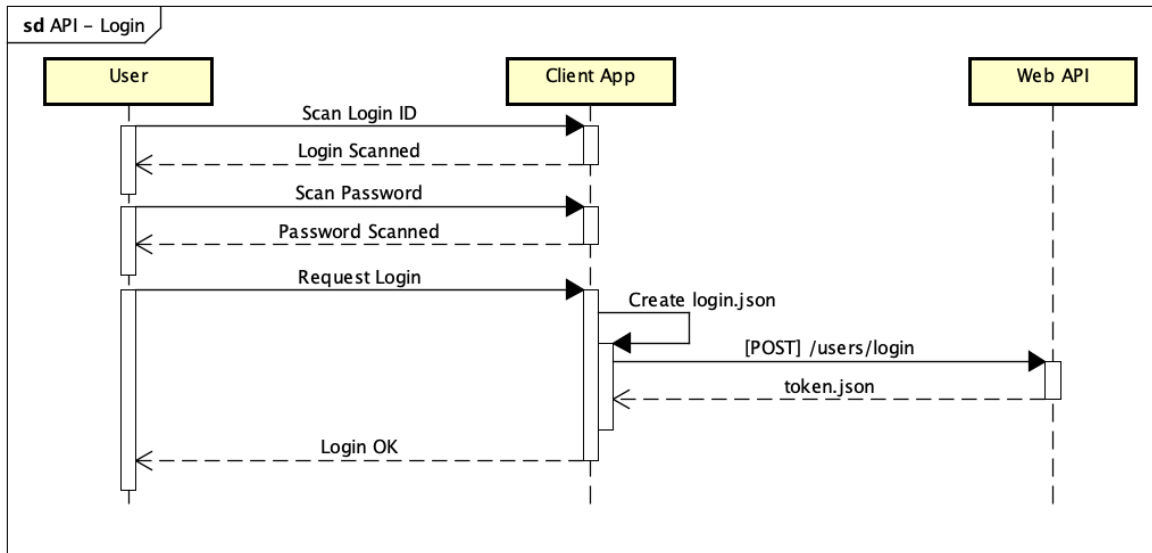 sd API – Login
User
Client App
Web API
Scan Login ID
Login Scanned
Scan Password
Password Scanned
Request Login
Create login.json
[POST] /users/login
token.json
Login OK